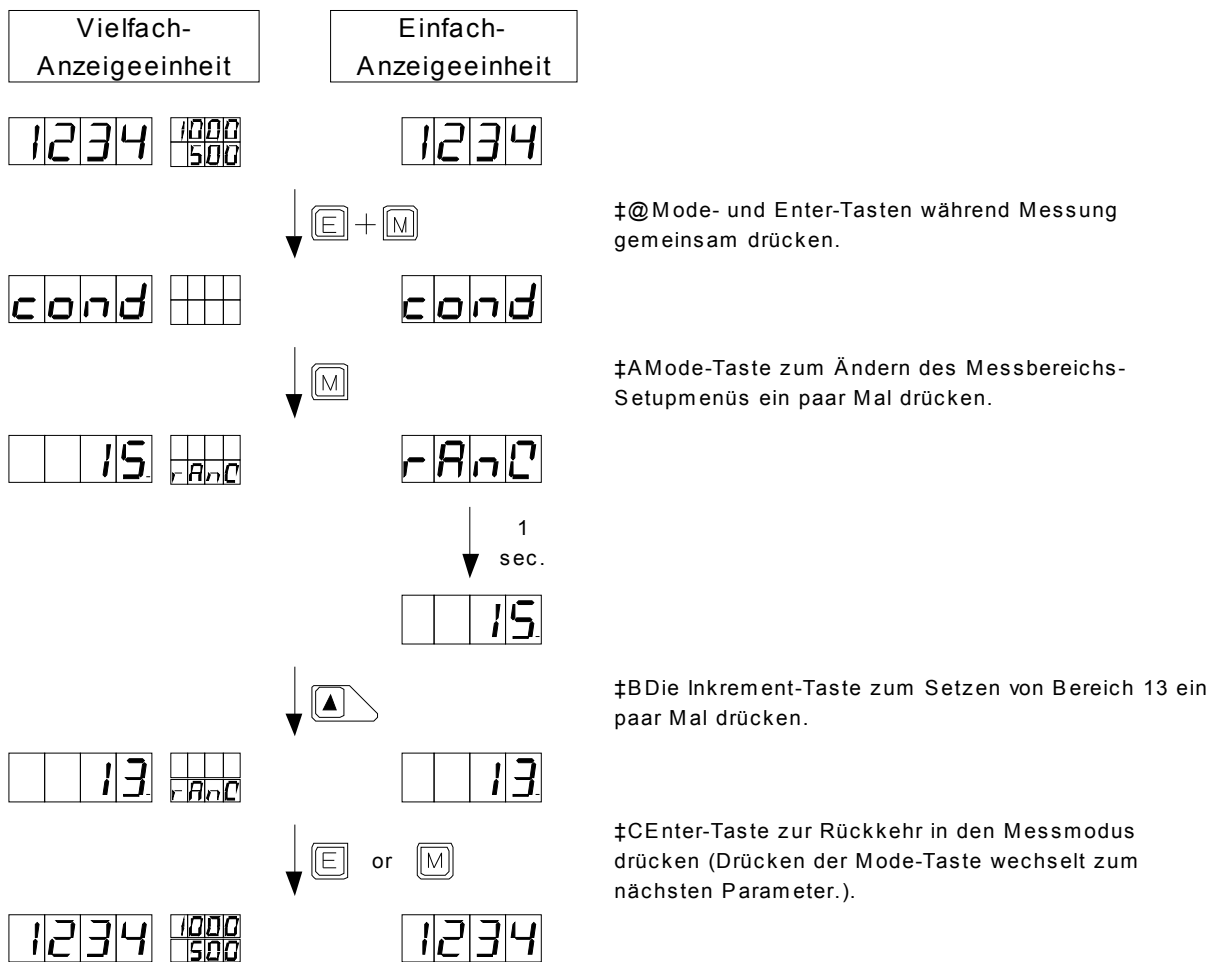 Vielfach-
Anzeigeeinheit
Einfach-
Anzeigeeinheit
1234 1000
500
1234
E + M
‡@Mode- und Enter-Tasten während Messung
gemeinsam drücken.
cond
cond
M
‡AMode-Taste zum Ändern des Messbereichs-
Setupmenüs ein paar Mal drücken.
15. rAnC
rAnC
1
sec.
15.
‡BDie Inkrement-Taste zum Setzen von Bereich 13 ein
paar Mal drücken.
13. rAnC
13.
E or M
‡CEnter-Taste zur Rückkehr in den Messmodus
drücken (Drücken der Mode-Taste wechselt zum
nächsten Parameter.).
1234 1000
500
1234